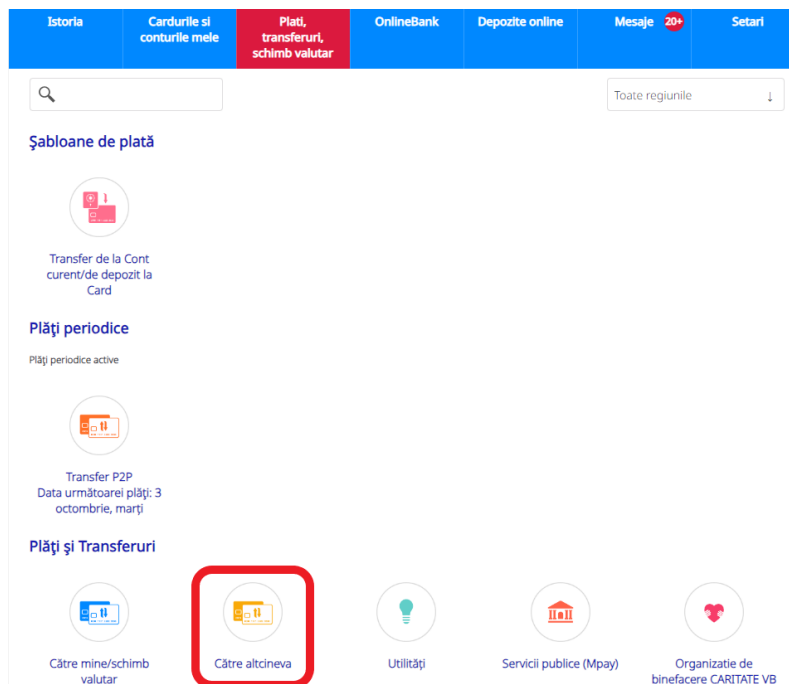 Istoria
Cardurile si
conturile mele
Plati,
transferuri,
schimb valutar
OnlineBank
Depozite online
Mesaje 20+
Setari
Toate regiunile ↓
Şabloane de plată
Transfer de la Cont
curent/de depozit la
Card
Plăţi periodice
Plăţi periodice active
Transfer P2P
Data următoarei plăţi: 3
octombrie, marţi
Plăţi şi Transferuri
Către mine/schimb
valutar
Către altcineva
Utilităţi
Servicii publice (Mpay)
Organizatie de
binefacere CARITATE VB